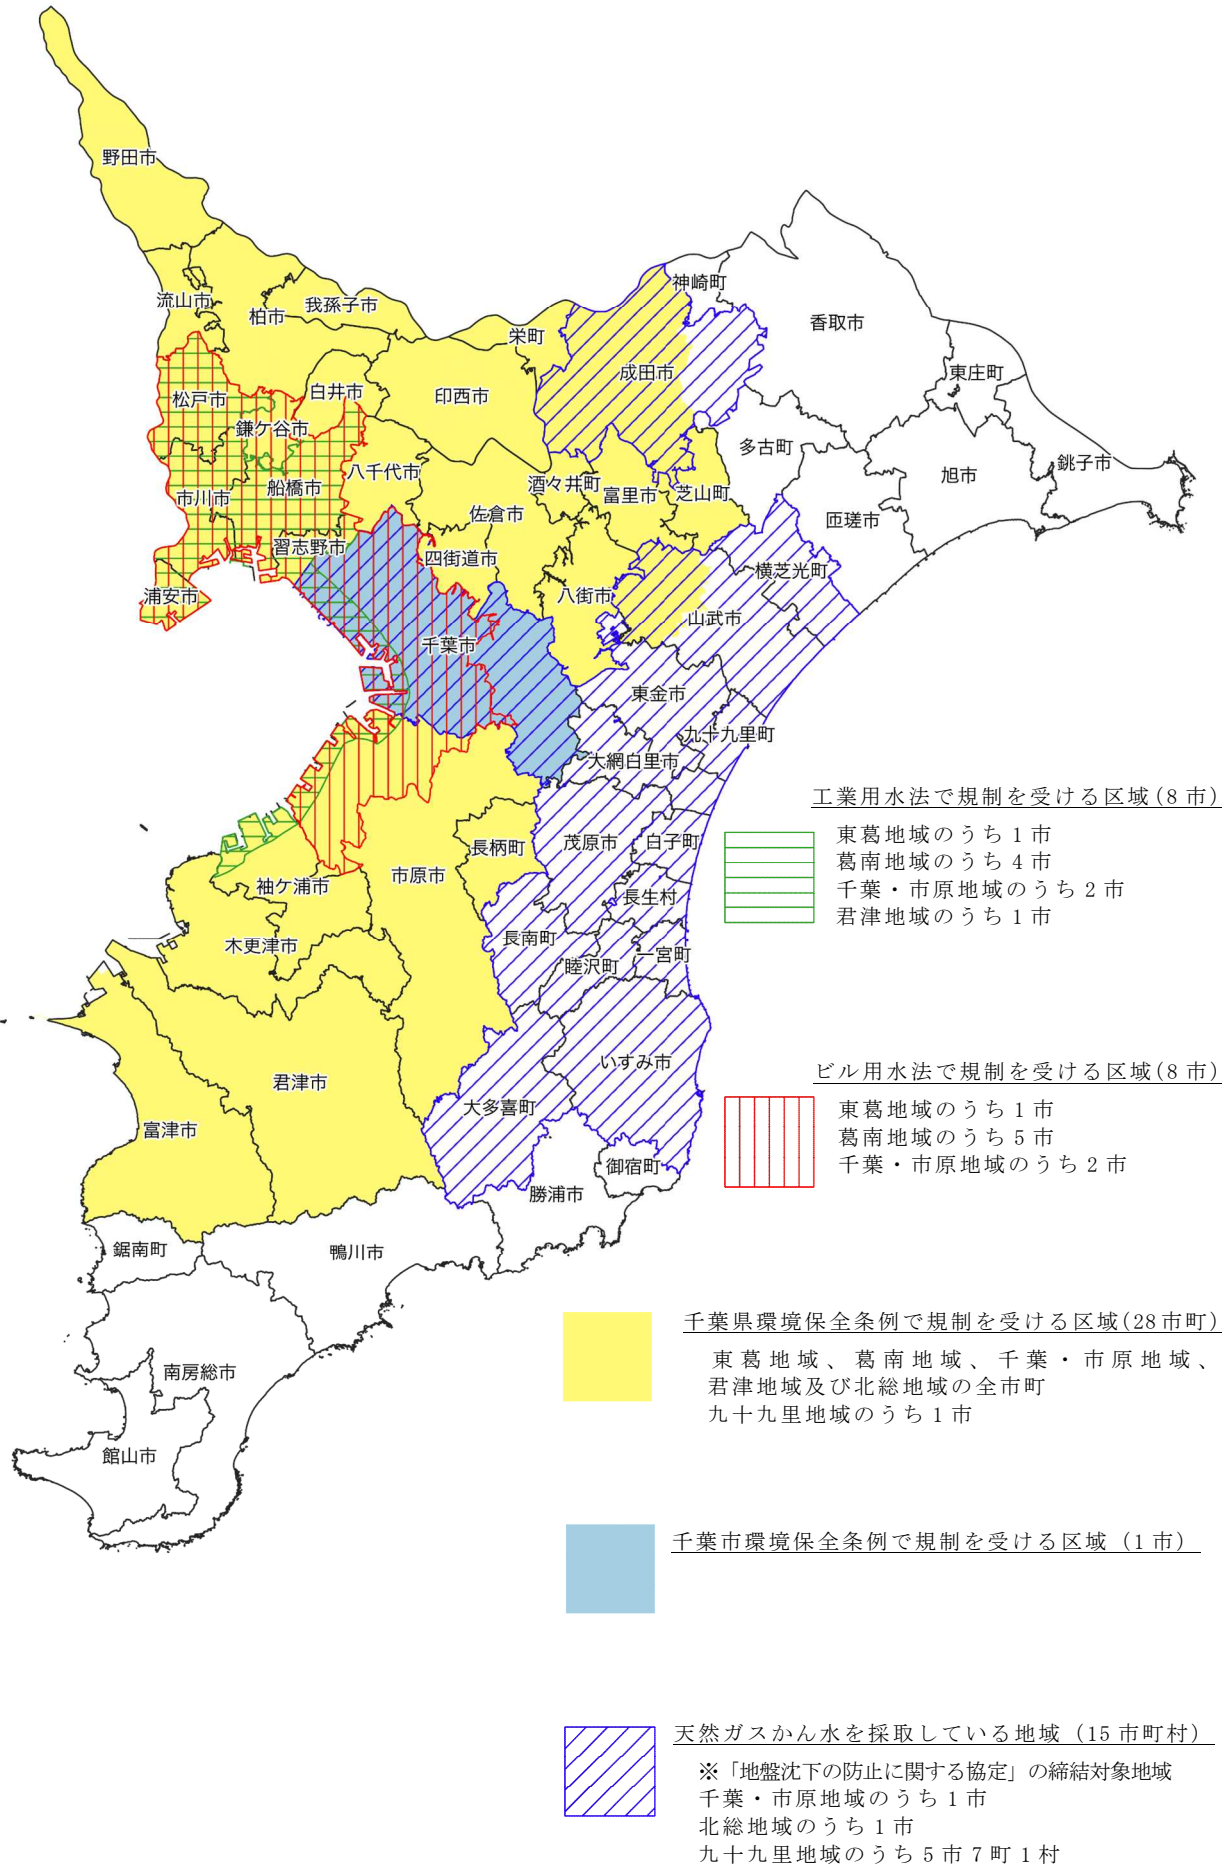 野田市
流山市
柏市
我孫子市
栄町
神崎町
香取市
東庄町
成田市
松戸市
鎌ケ谷市
白井市
印西市
多古町
旭市
銚子市
市川市
船橋市
八千代市
酒々井町
富里市
芝山町
匝瑳市
佐倉市
習志野市
四街道市
浦安市
八街市
横芝光町
山武市
千葉市
東金市
九十九里町
大網白里市
長柄町
茂原市
白子町
市原市
袖ケ浦市
長生村
木更津市
長南町
睦沢町
一宮町
いすみ市
君津市
大多喜町
富津市
御宿町
勝浦市
鋸南町
鴨川市
南房総市
館山市
工業用水法で規制を受ける区域(8市)
東葛地域のうち1市
葛南地域のうち4市
千葉・市原地域のうち2市
君津地域のうち1市
ビル用水法で規制を受ける区域(8市)
東葛地域のうち1市
葛南地域のうち5市
千葉・市原地域のうち2市
千葉県環境保全条例で規制を受ける区域(28市町)
東葛地域、葛南地域、千葉・市原地域、
君津地域及び北総地域の全市町
九十九里地域のうち1市
千葉市環境保全条例で規制を受ける区域(1市)
天然ガスかん水を採取している地域(15市町村)
※「地盤沈下の防止に関する協定」の締結対象地域
千葉・市原地域のうち1市
北総地域のうち1市
九十九里地域のうち5市7町1村